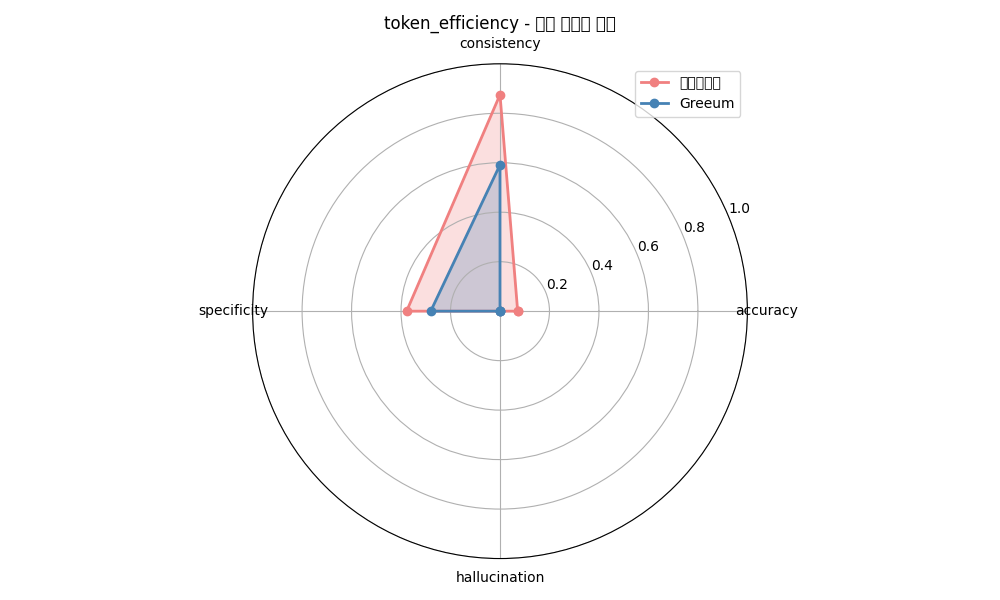 token_efficiency -
consistency
Greeum
1.0
0.8
0.6
0.4
0.2
specificity
accuracy
hallucination